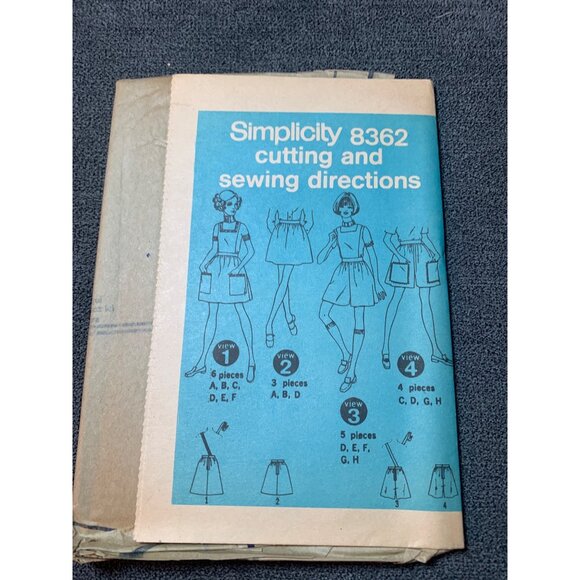 Simplicity 8362
cutting and
sewing directions
view
1
6 pieces
A, B, C,
D, E, F
view
2
3 pieces
A, B, D
view
3
5 pieces
D, E, F,
G, H
view
4
4 pieces
C, D, G, H
1
2
3
4